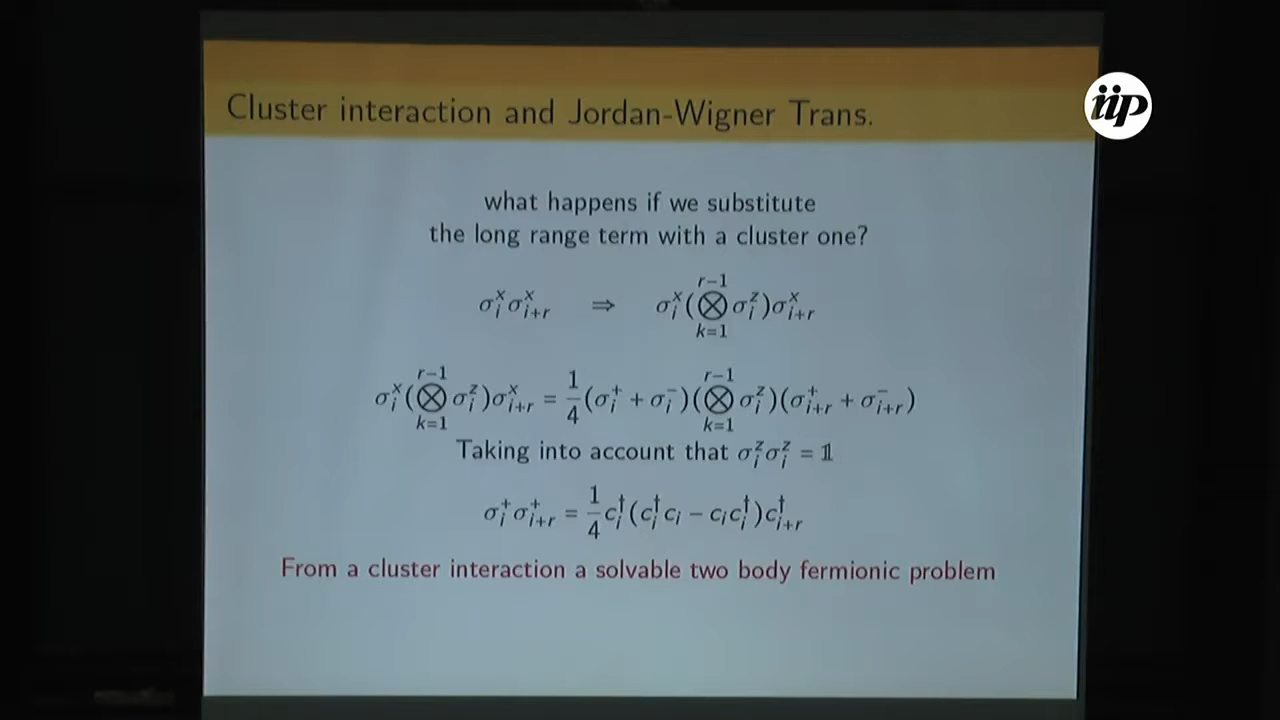 Cluster interaction and Jordan-Wigner Trans.
iip
what happens if we substitute
the long range term with a cluster one?
σ_i^x σ_{i+r}^x ⇒ σ_i^x (⊗_{k=1}^{r−1} σ_i^z) σ_{i+r}^x
σ_i^x (⊗_{k=1}^{r−1} σ_i^z) σ_{i+r}^x = 1/4 (σ_i^+ + σ_i^−) (⊗_{k=1}^{r−1} σ_i^z) (σ_{i+r}^+ + σ_{i+r}^−)
Taking into account that σ_i^z σ_i^z = 𝟙
σ_i^+ σ_{i+r}^+ = 1/4 c_i^† (c_i^† c_i − c_i c_i^†) c_{i+r}^†
From a cluster interaction a solvable two body fermionic problem